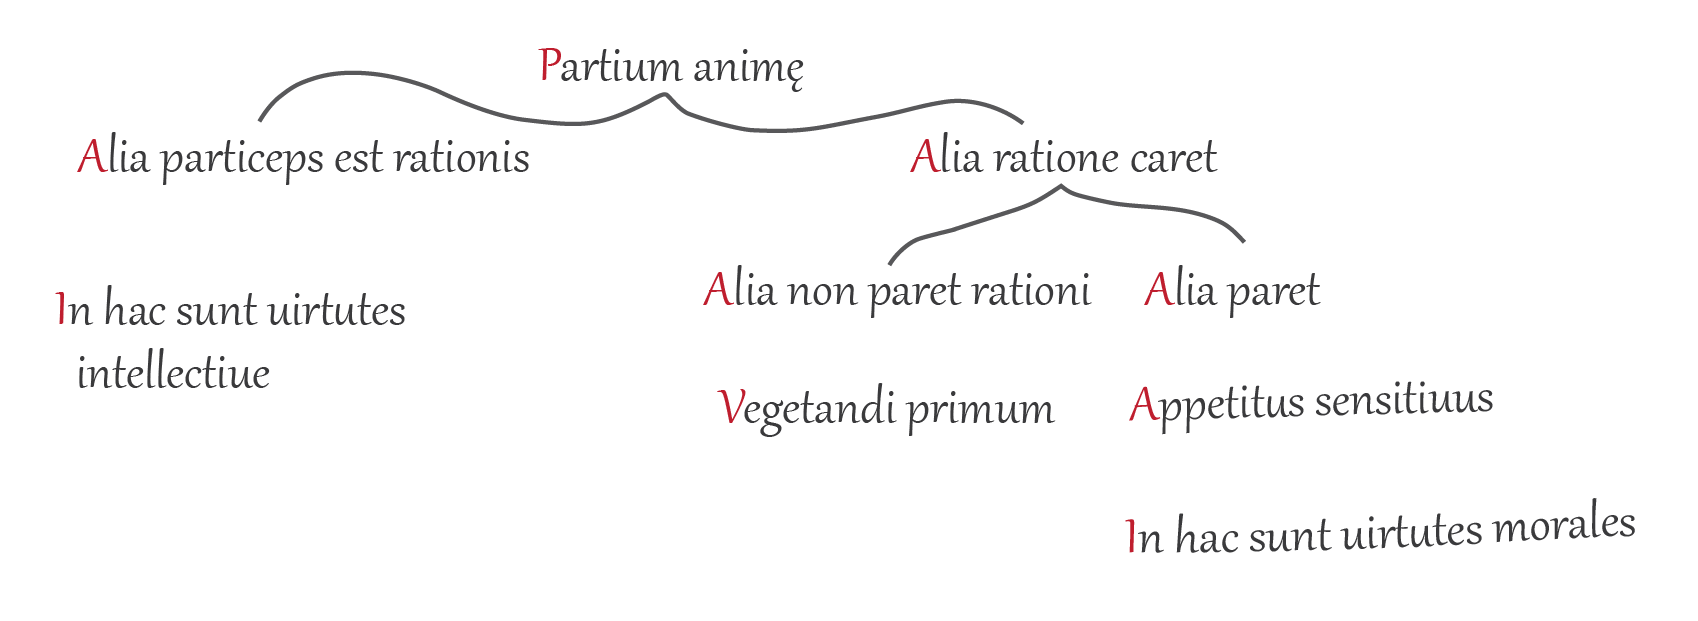 Partium animę
Alia particeps est rationis
Alia ratione caret
Alia non paret rationi
Alia paret
In hac sunt uirtutes
intellectiue
Vegetandi primum
Appetitus sensitiuus
In hac sunt uirtutes morales